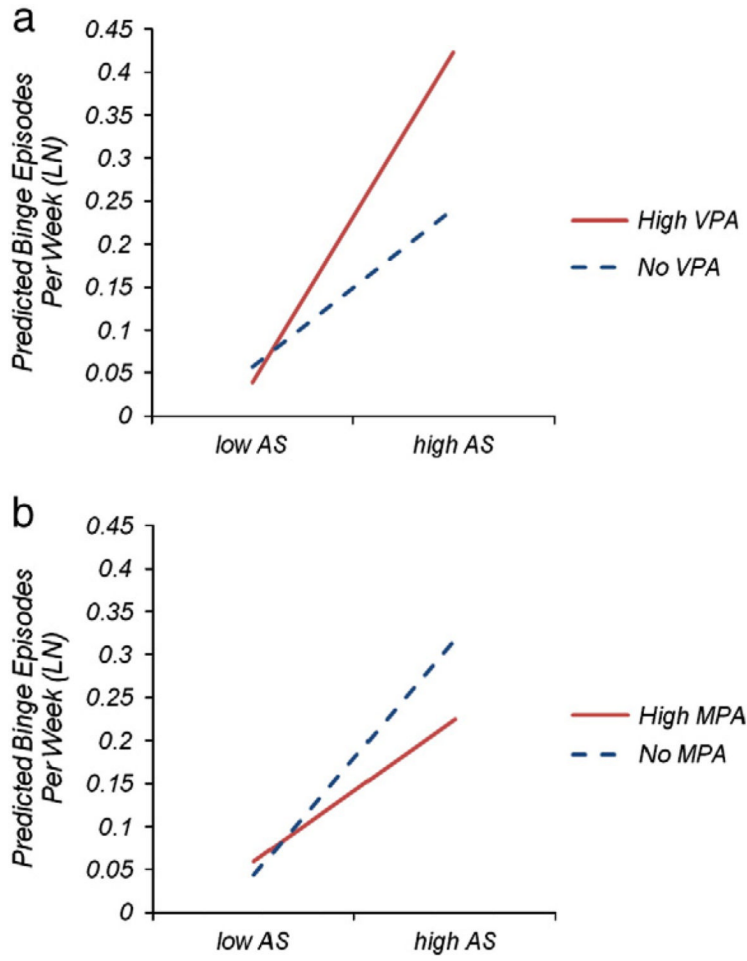 a
Predicted Binge Episodes
Per Week (LN)
0.45
0.4
0.35
0.3
0.25
0.2
0.15
0.1
0.05
0
low AS
high AS
High VPA
No VPA
b
Predicted Binge Episodes
Per Week (LN)
0.45
0.4
0.35
0.3
0.25
0.2
0.15
0.1
0.05
0
low AS
high AS
High MPA
No MPA